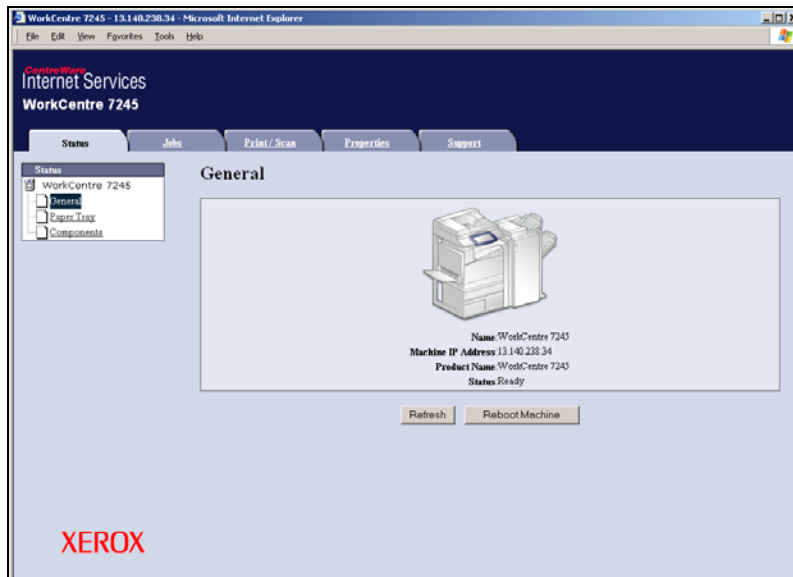 WorkCentre 7245 - 13.140.238.34 - Microsoft Internet Explorer
File Edit View Favorites Tools Help
CentreWare
Internet Services
WorkCentre 7245
Status Jobs Print / Scan Properties Support
Status
WorkCentre 7245
General
Paper Tray
Components
General
Name:WorkCentre 7245
Machine IP Address:13.140.238.34
Product Name:WorkCentre 7245
Status:Ready
Refresh Reboot Machine
XEROX